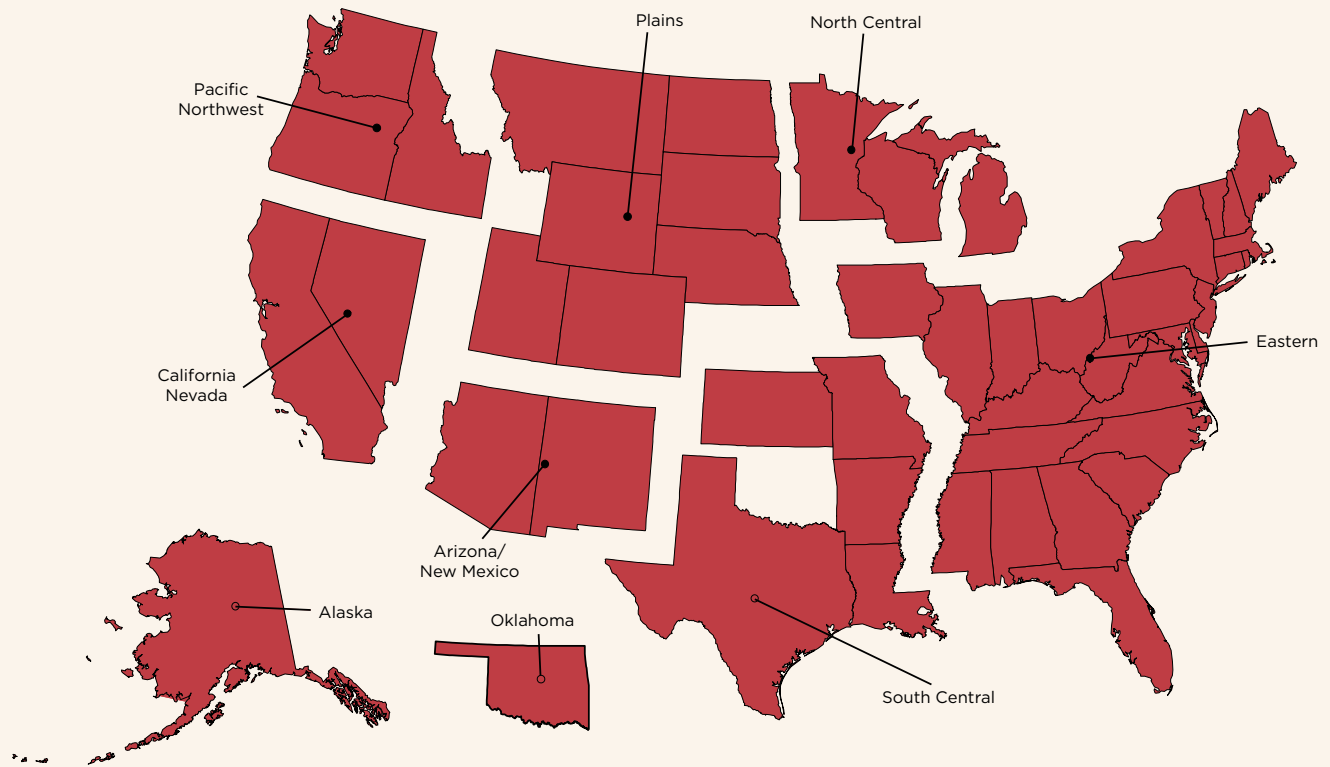 Plains
North Central
Pacific
Northwest
Eastern
California
Nevada
Arizona/
New Mexico
Alaska
Oklahoma
South Central